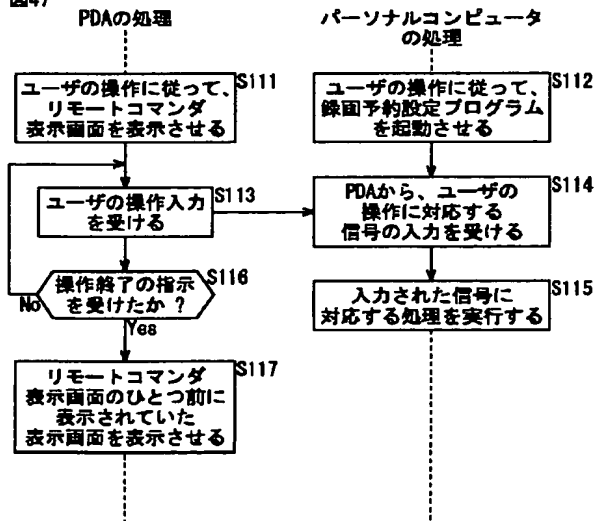 図47
PDAの処理
パーソナルコンピュータ
の処理
S111
ユーザの操作に従って、
リモートコマンダ
表示画面を表示させる
S112
ユーザの操作に従って、
録画予約設定プログラム
を起動させる
S113
ユーザの操作入力
を受ける
S114
PDAから、ユーザの
操作に対応する
信号の入力を受ける
S116
操作終了の指示
を受けたか？
No
Yes
S115
入力された信号に
対応する処理を実行する
S117
リモートコマンダ
表示画面のひとつ前に
表示されていた
表示画面を表示させる